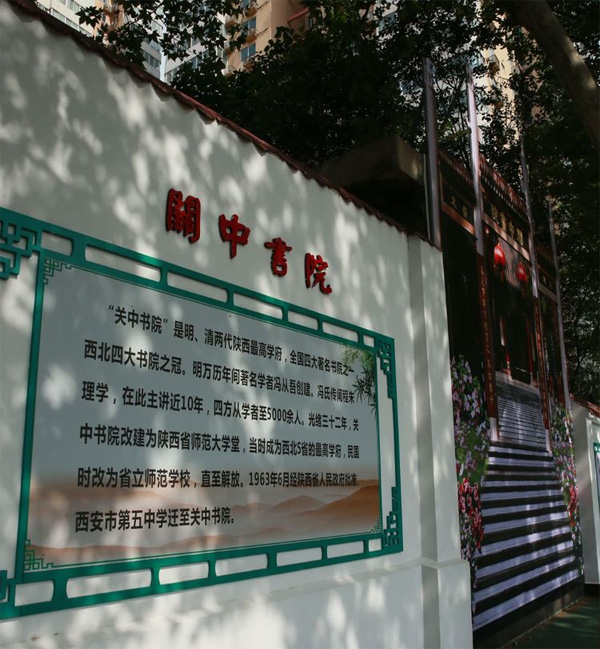 關中書院
“关中书院”是明、清两代陕西最高学府，全国四大著名书院之一
西北四大书院之冠。明万历年间著名学者冯从吾创建。冯氏传阐程朱
理学，在此主讲近10年，四方从学者至5000余人。光绪三十二年，关
中书院改建为陕西省师范大学堂，当时成为西北5省的最高学府，民国
时改为省立师范学校，直至解放。1963年6月经陕西省人民政府批准，
西安市第五中学迁至关中书院。